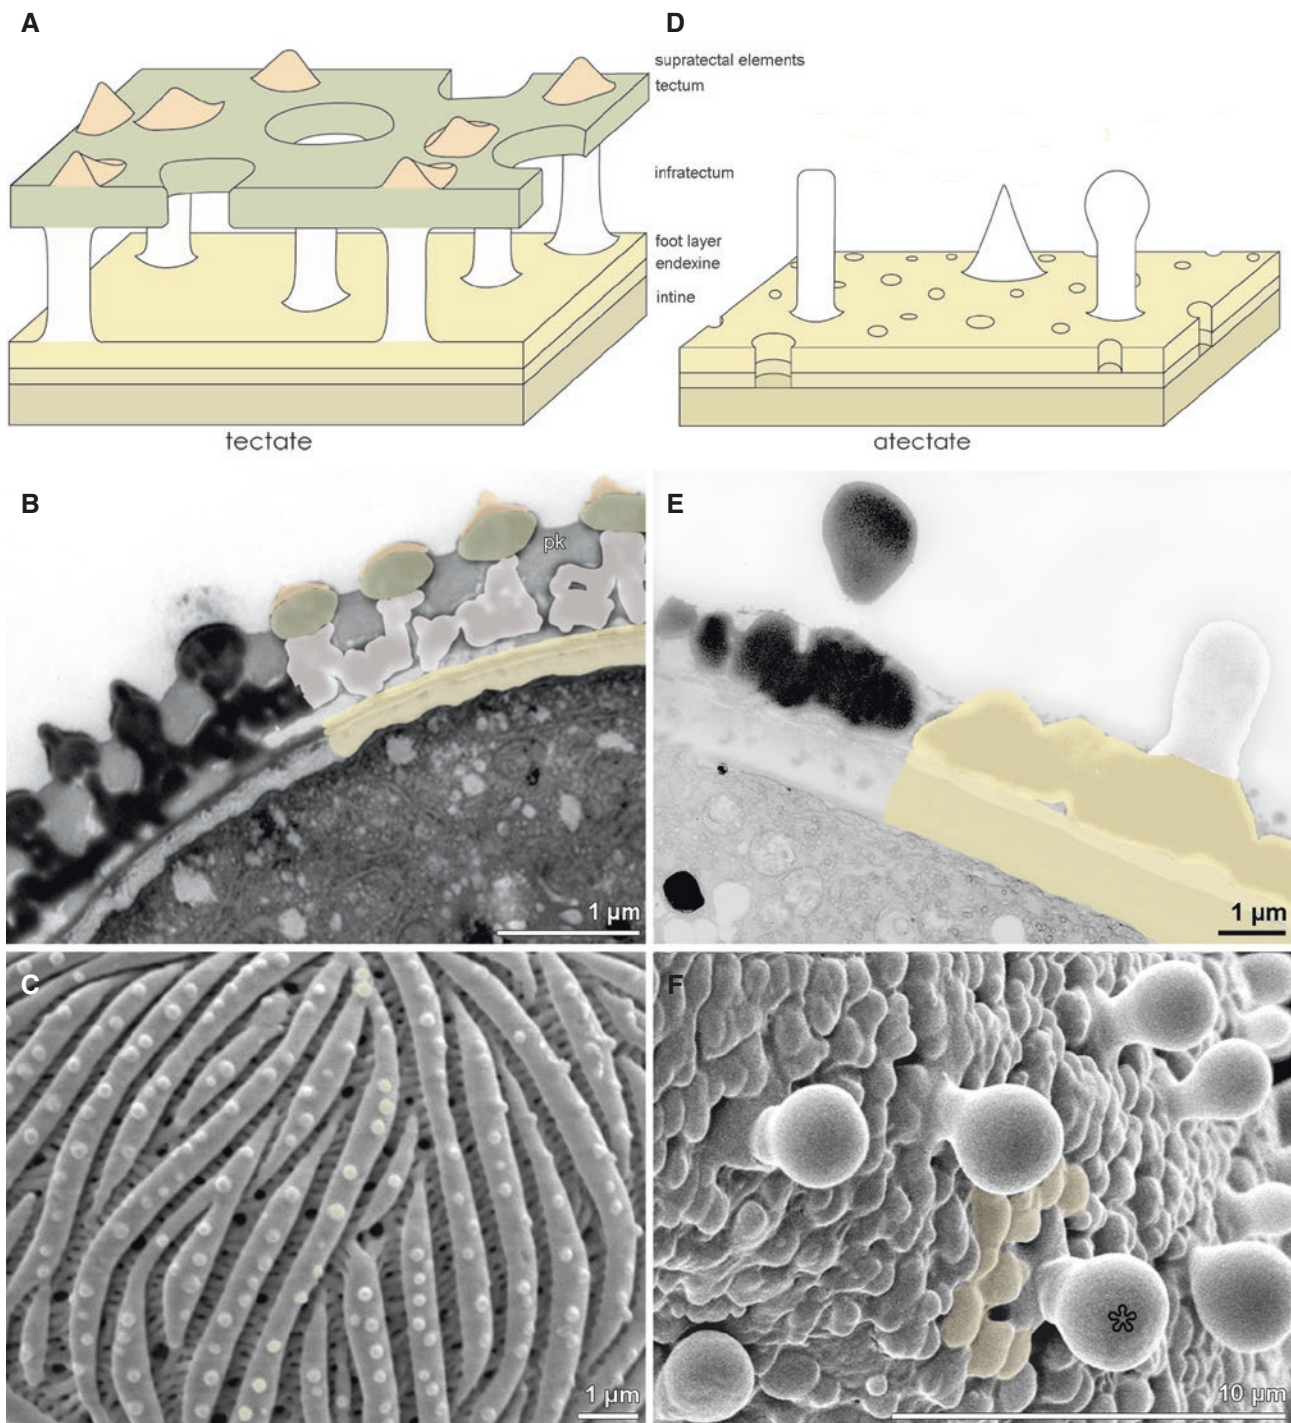 A
D
supratectal elements
tectum
infratectum
foot layer
endexine
intine
tectate
atectate
B
pk
1 µm
E
1 µm
C
1 µm
F
*
10 µm